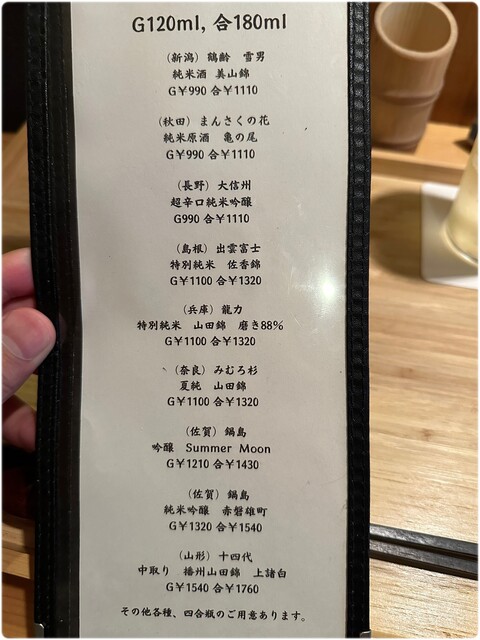 G120ml, 合180ml
(新潟) 鶴齢 雪男
純米酒 美山錦
G¥990 合¥1110
(秋田) まんさくの花
純米原酒 亀の尾
G¥990 合¥1110
(長野) 大信州
超辛口純米吟醸
G990 合¥1110
(島根) 出雲富士
特別純米 佐香錦
G¥1100 合¥1320
(兵庫) 龍力
特別純米 山田錦 磨き88%
G¥1100 合¥1320
(奈良) みむろ杉
夏純 山田錦
G¥1100 合¥1320
(佐賀) 鍋島
吟醸 Summer Moon
G¥1210 合¥1430
(佐賀) 鍋島
純米吟醸 赤磐雄町
G¥1320 合¥1540
(山形) 十四代
中取り 播州山田錦 上諸白
G¥1540 合¥1760
その他各種、四合瓶のご用意あります。